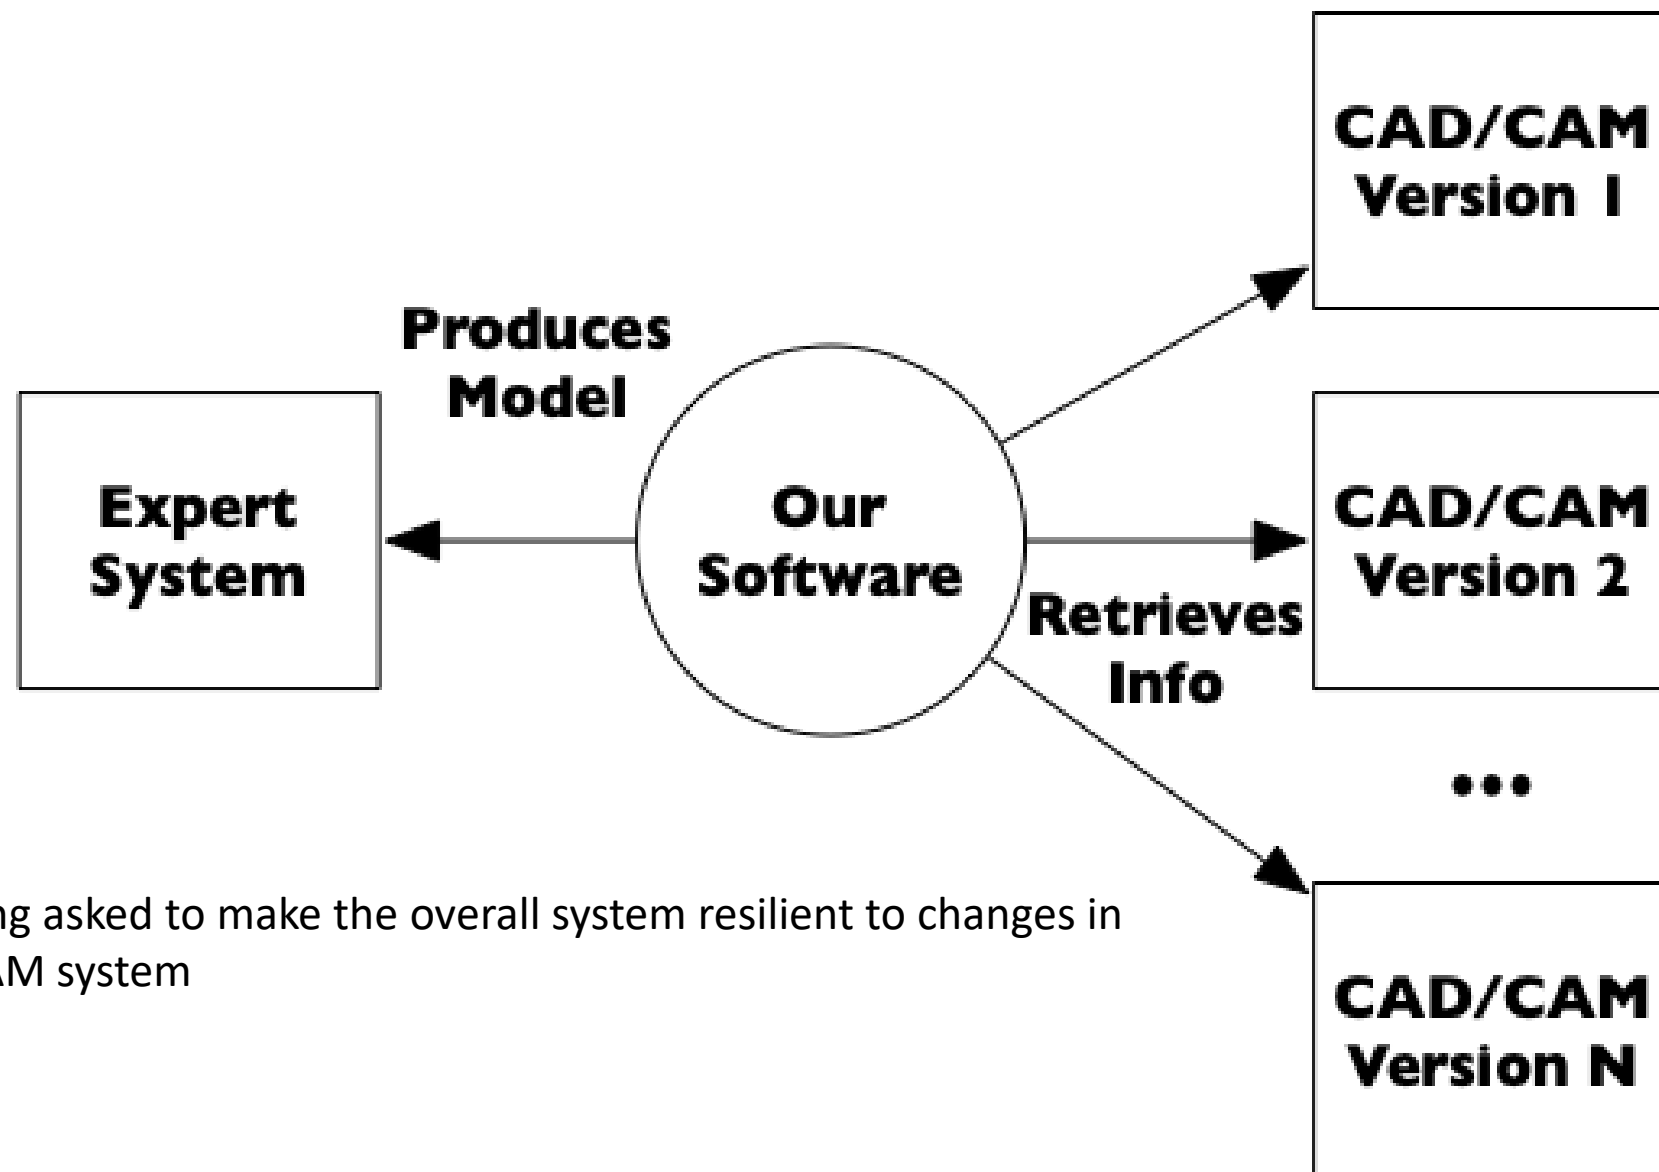 CAD/CAM
Version 1
Produces
Model
Expert
System
Our
Software
CAD/CAM
Version 2
Retrieves
Info
...
asked to make the overall system resilient to changes in
system
CAD/CAM
Version N